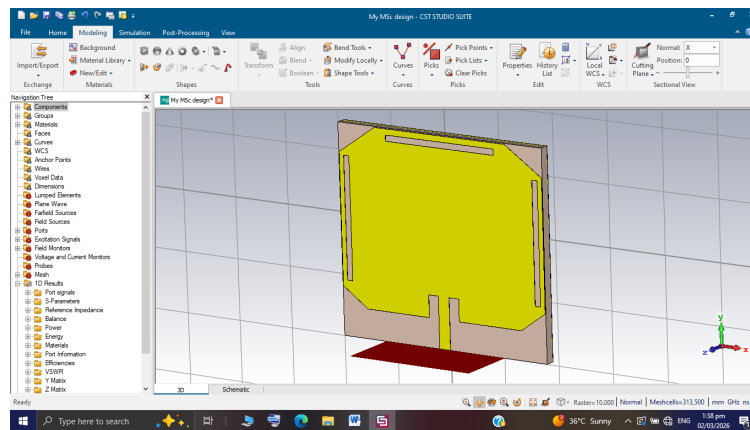 My MSc design - CST STUDIO SUITE
File Home Modeling Simulation Post-Processing View
Import/Export
Exchange
Background
Material Library
New/Edit
Materials
Shapes
Transform
Align
Blend
Boolean
Bend Tools
Modify Locally
Shape Tools
Tools
Curves
Curves
Picks
Pick Points
Pick Lists
Clear Picks
Picks
Properties
History List
Edit
Local WCS
WCS
Cutting Plane
Normal: X
Position: 0
Sectional View
Navigation Tree
My MSc design*
Components
Groups
Materials
Faces
Curves
WCS
Anchor Points
Wires
Voxel Data
Dimensions
Lumped Elements
Plane Wave
Farfield Sources
Field Sources
Ports
Excitation Signals
Field Monitors
Voltage and Current Monitors
Probes
Mesh
1D Results
Port signals
S-Parameters
Reference Impedance
Balance
Power
Energy
Materials
Port Information
Efficiencies
VSWR
Y Matrix
Z Matrix
y
z
x
3D Schematic
Ready
Raster=10.000 Normal Meshcells=313,500 mm GHz ns
Type here to search
36°C Sunny
ENG
1:38 pm
02/03/2026